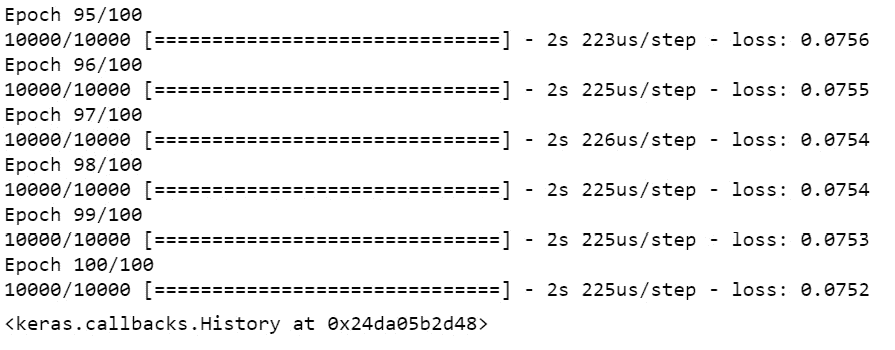 Epoch 95/100
10000/10000 [==============================] - 2s 223us/step - loss: 0.0756
Epoch 96/100
10000/10000 [==============================] - 2s 225us/step - loss: 0.0755
Epoch 97/100
10000/10000 [==============================] - 2s 226us/step - loss: 0.0754
Epoch 98/100
10000/10000 [==============================] - 2s 225us/step - loss: 0.0754
Epoch 99/100
10000/10000 [==============================] - 2s 225us/step - loss: 0.0753
Epoch 100/100
10000/10000 [==============================] - 2s 225us/step - loss: 0.0752
<keras.callbacks.History at 0x24da05b2d48>